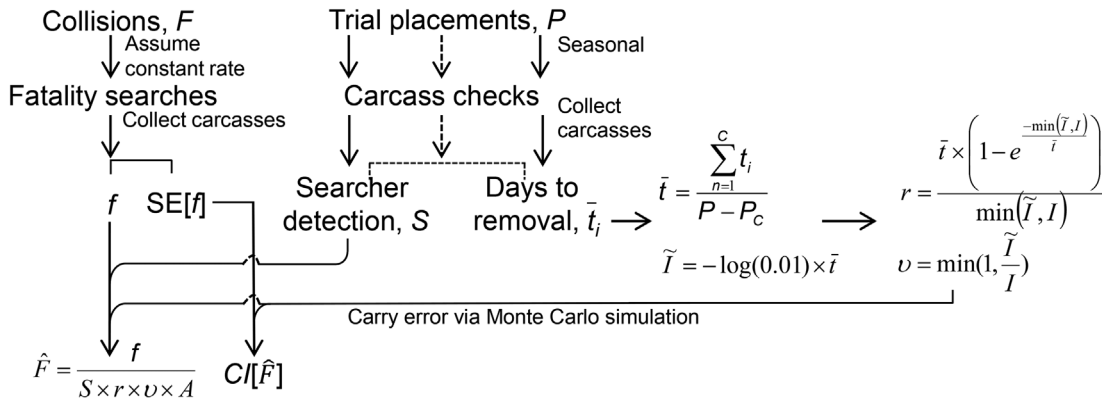 Collisions, F
Assume
constant rate
Fatality searches
Collect carcasses
f SE[f]
Trial placements, P
Seasonal
Carcass checks
Collect
carcasses
Searcher
detection, S
Days to
removal, t̄ᵢ
t̄ = ∑_{n=1}^{C} tᵢ / (P − P_C)
Ĩ = −log(0.01) × t̄
r = t̄ × (1 − e^{−min(Ĩ, I) / t̄}) / min(Ĩ, I)
υ = min(1, Ĩ / I)
Carry error via Monte Carlo simulation
F̂ = f / (S × r × υ × A)
CI[F̂]